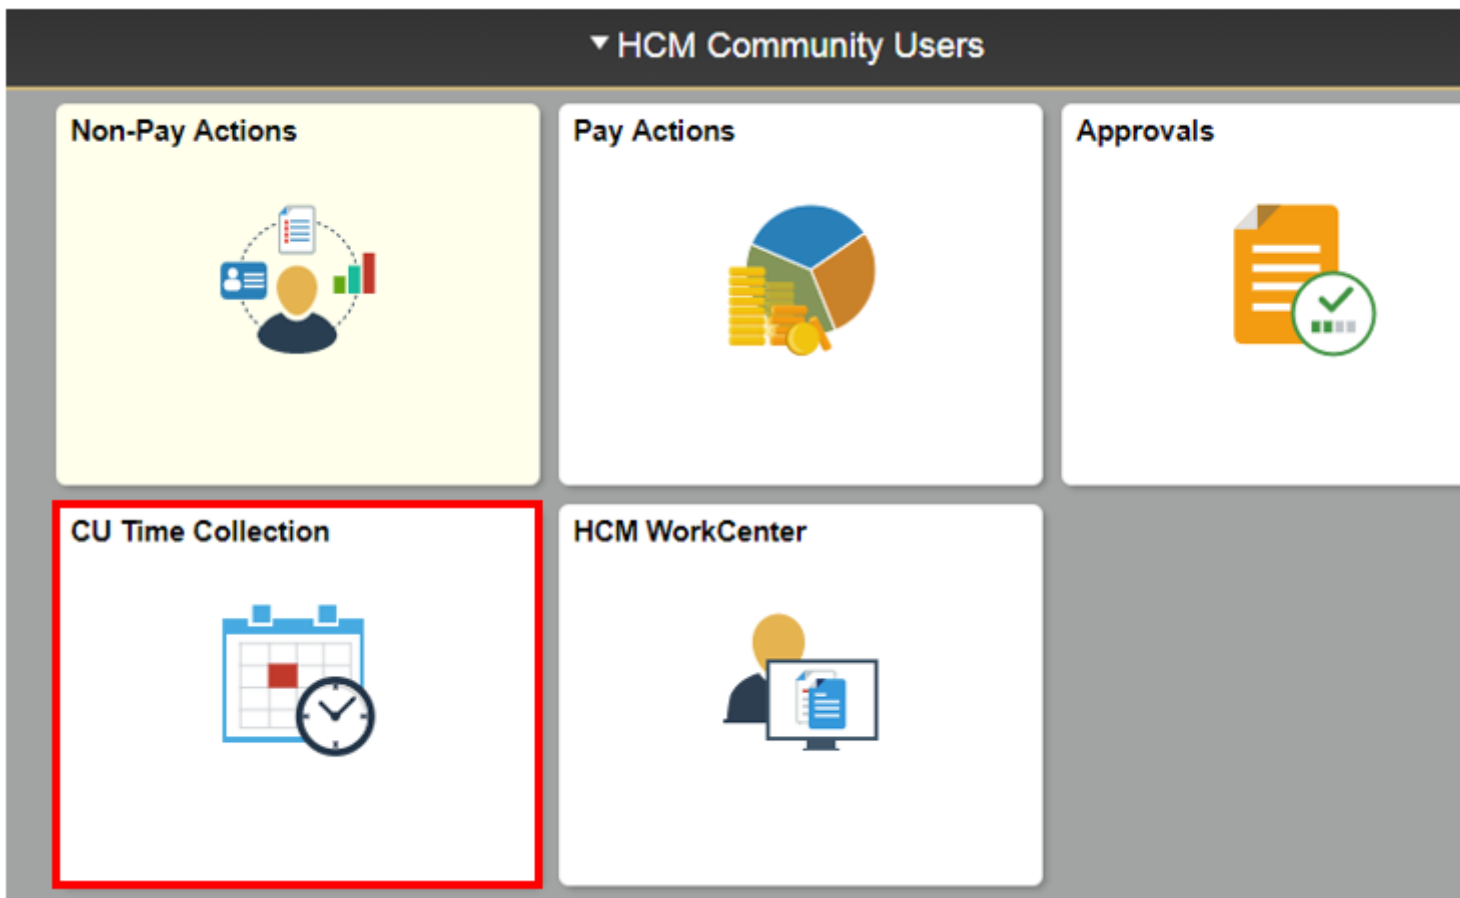 HCM Community Users
Non-Pay Actions
Pay Actions
Approvals
CU Time Collection
HCM WorkCenter